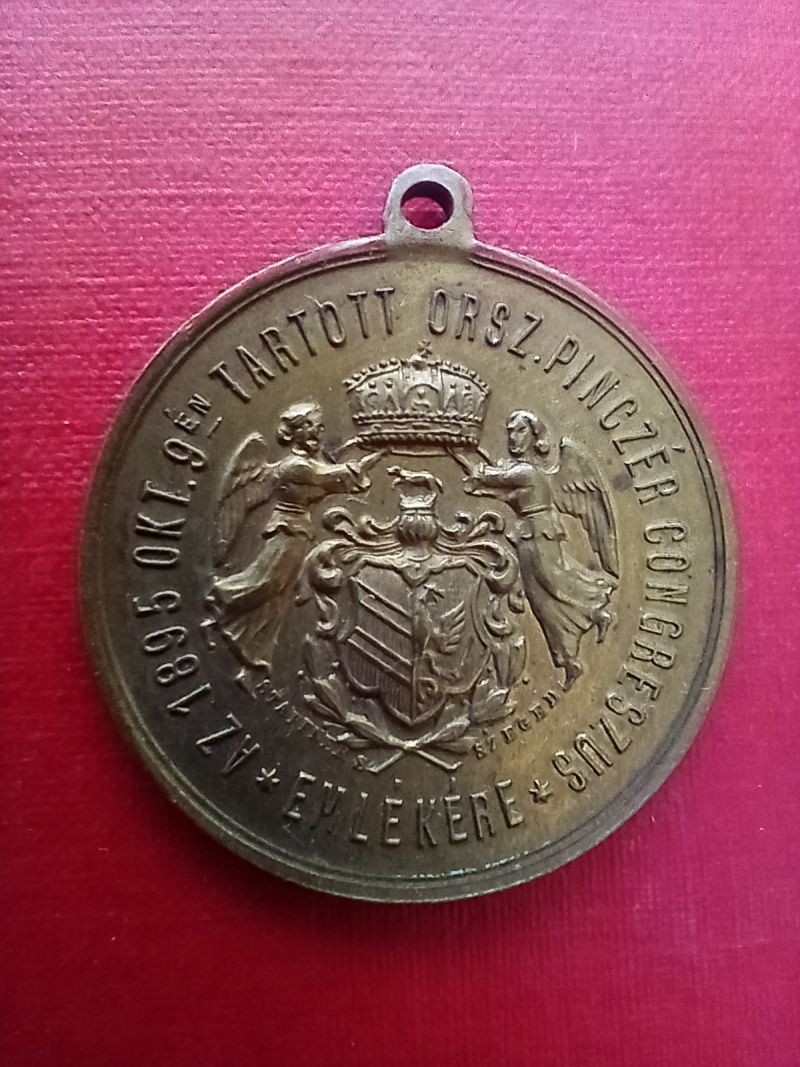 AZ 1895 OKT. 9ÉN TARTOTT ORSZ. PINCZÉR CONGRESZUS
* EMLÉKÉRE *
SZEGED